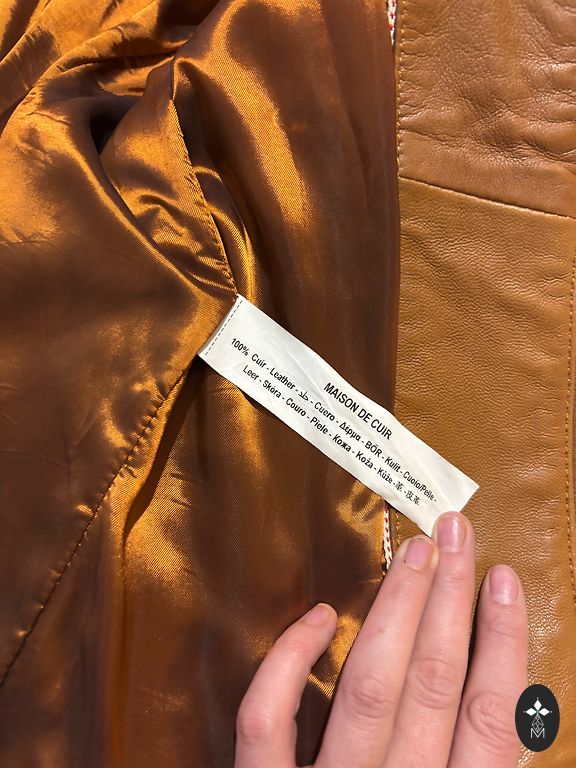 MAISON DE CUIR
100% Cuir - Leather - جلد - Cuero - Δέρμα - BŐR - Kulit - Cuoio/Pelle -
Leer - Skóra - Couro - Piele - Кожа - Koža - Kůže - 革 - 皮革
M